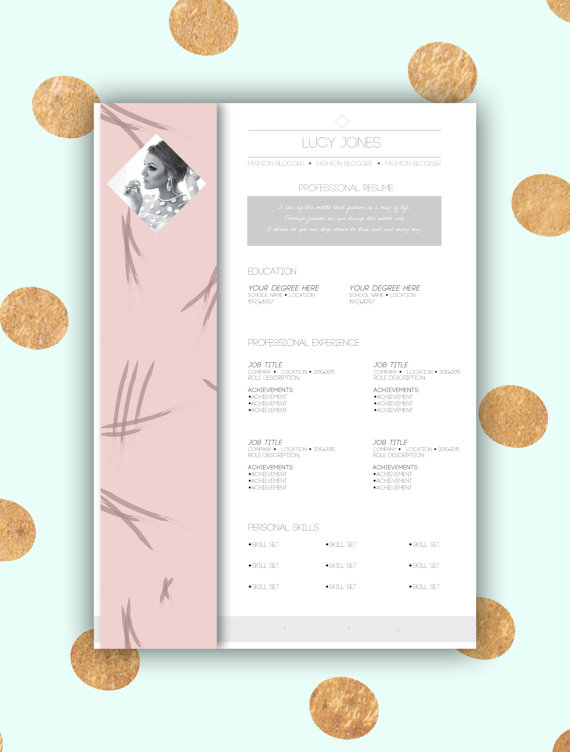 LUCY JONES
FASHION BLOGGER • FASHION BLOGGER • FASHION BLOGGER
PROFESSIONAL RESUME
I live by the motto that fashion is a way of life.
Through fashion we can change the world and
I strive to get one step closer to this each and every day.
EDUCATION
YOUR DEGREE HERE YOUR DEGREE HERE
SCHOOL NAME • LOCATION SCHOOL NAME • LOCATION
1993-1997 1993-1997
PROFESSIONAL EXPERIENCE
JOB TITLE JOB TITLE
COMPANY • LOCATION • 2010-2015 COMPANY • LOCATION • 2010-2015
ROLE DESCRIPTION ROLE DESCRIPTION
ACHIEVEMENTS: ACHIEVEMENTS:
•ACHIEVEMENT •ACHIEVEMENT
•ACHIEVEMENT •ACHIEVEMENT
•ACHIEVEMENT •ACHIEVEMENT
JOB TITLE JOB TITLE
COMPANY • LOCATION • 2010-2015 COMPANY • LOCATION • 2010-2015
ROLE DESCRIPTION ROLE DESCRIPTION
ACHIEVEMENTS: ACHIEVEMENTS:
•ACHIEVEMENT •ACHIEVEMENT
•ACHIEVEMENT •ACHIEVEMENT
•ACHIEVEMENT •ACHIEVEMENT
PERSONAL SKILLS
•SKILL SET •SKILL SET •SKILL SET
•SKILL SET •SKILL SET •SKILL SET
•SKILL SET •SKILL SET •SKILL SET